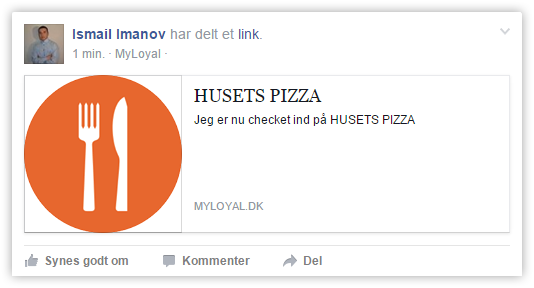 Ismail Imanov har delt et link.
1 min. · MyLoyal ·
HUSETS PIZZA
Jeg er nu checket ind på HUSETS PIZZA
MYLOYAL.DK
Synes godt om Kommenter Del